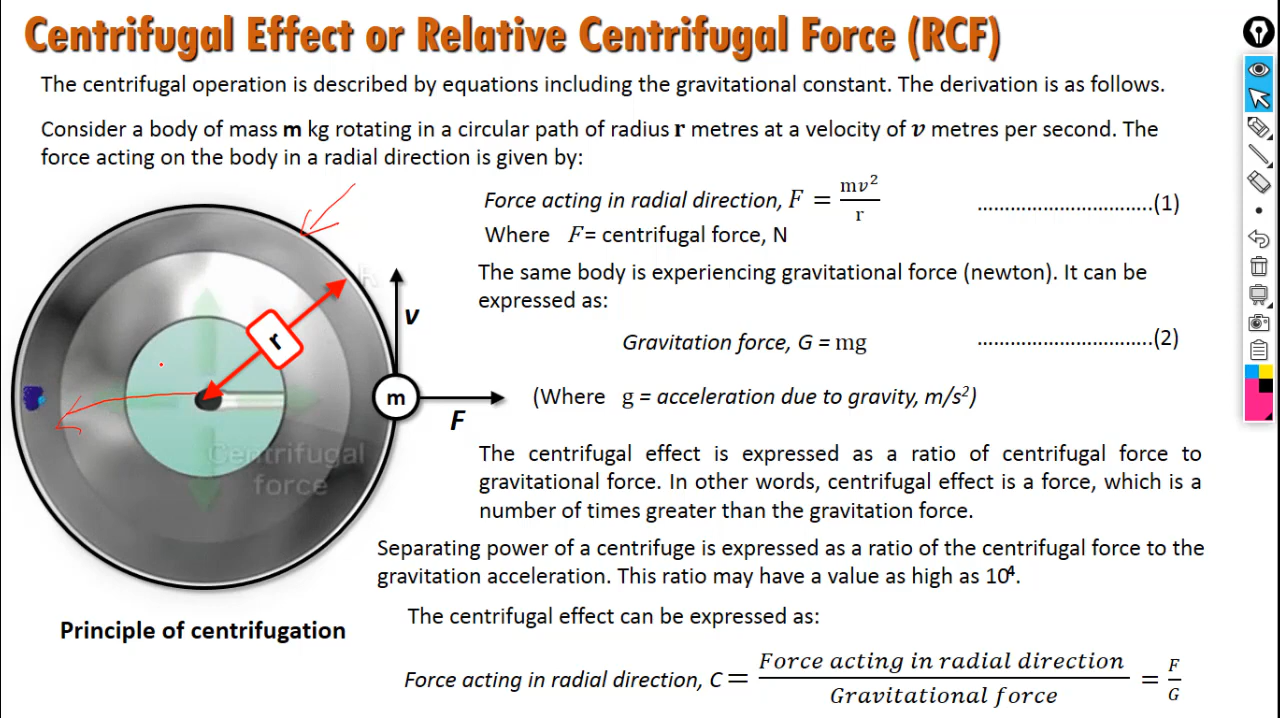 Centrifugal Effect or Relative Centrifugal Force (RCF)
The centrifugal operation is described by equations including the gravitational constant. The derivation is as follows.
Consider a body of mass m kg rotating in a circular path of radius r metres at a velocity of v metres per second. The
force acting on the body in a radial direction is given by:
Force acting in radial direction, F = mv²/r ..............................(1)
Where F= centrifugal force, N
The same body is experiencing gravitational force (newton). It can be
expressed as:
Gravitation force, G = mg ..............................(2)
(Where g = acceleration due to gravity, m/s²)
The centrifugal effect is expressed as a ratio of centrifugal force to
gravitational force. In other words, centrifugal effect is a force, which is a
number of times greater than the gravitation force.
r
v
m
F
Centrifugal
force
Principle of centrifugation
Separating power of a centrifuge is expressed as a ratio of the centrifugal force to the
gravitation acceleration. This ratio may have a value as high as 10⁴.
The centrifugal effect can be expressed as:
Force acting in radial direction, C = Force acting in radial direction / Gravitational force = F/G